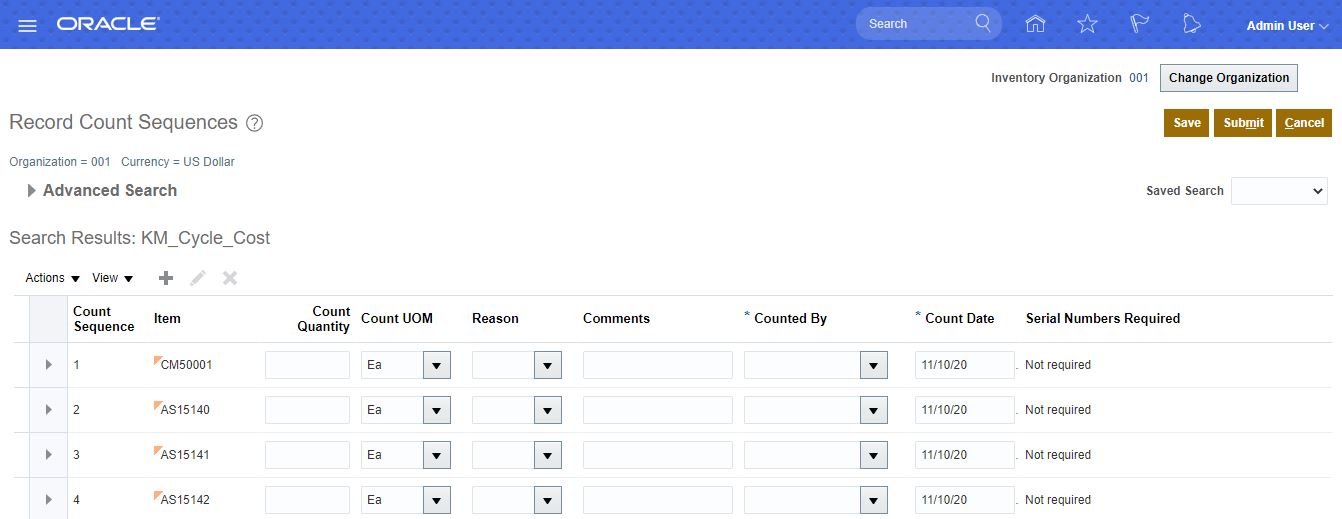 ORACLE
Search
Admin User
Inventory Organization 001 Change Organization
Record Count Sequences ?
Save Submit Cancel
Organization = 001 Currency = US Dollar
Advanced Search
Saved Search
Search Results: KM_Cycle_Cost
Actions View
Count Sequence Item Count Quantity Count UOM Reason Comments * Counted By * Count Date Serial Numbers Required
1 CM50001 Ea 11/10/20 . Not required
2 AS15140 Ea 11/10/20 . Not required
3 AS15141 Ea 11/10/20 . Not required
4 AS15142 Ea 11/10/20 . Not required